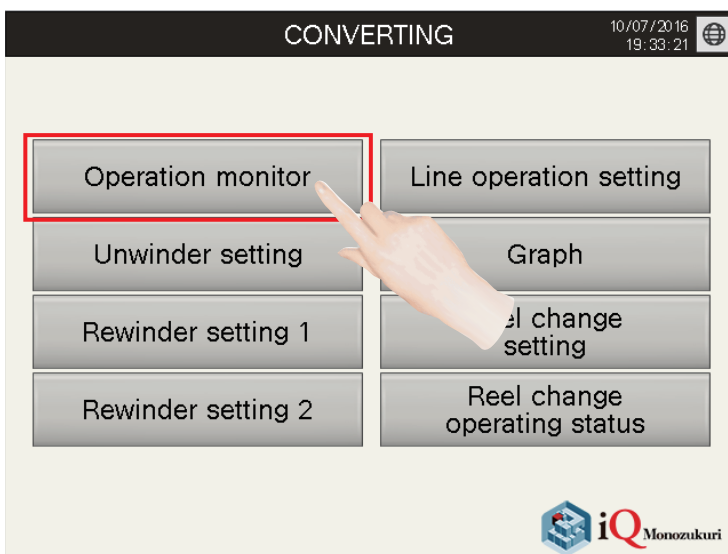 CONVERTING
10/07/2016
19:33:21
Operation monitor
Line operation setting
Unwinder setting
Graph
Rewinder setting 1
el change
setting
Rewinder setting 2
Reel change
operating status
iQ Monozukuri